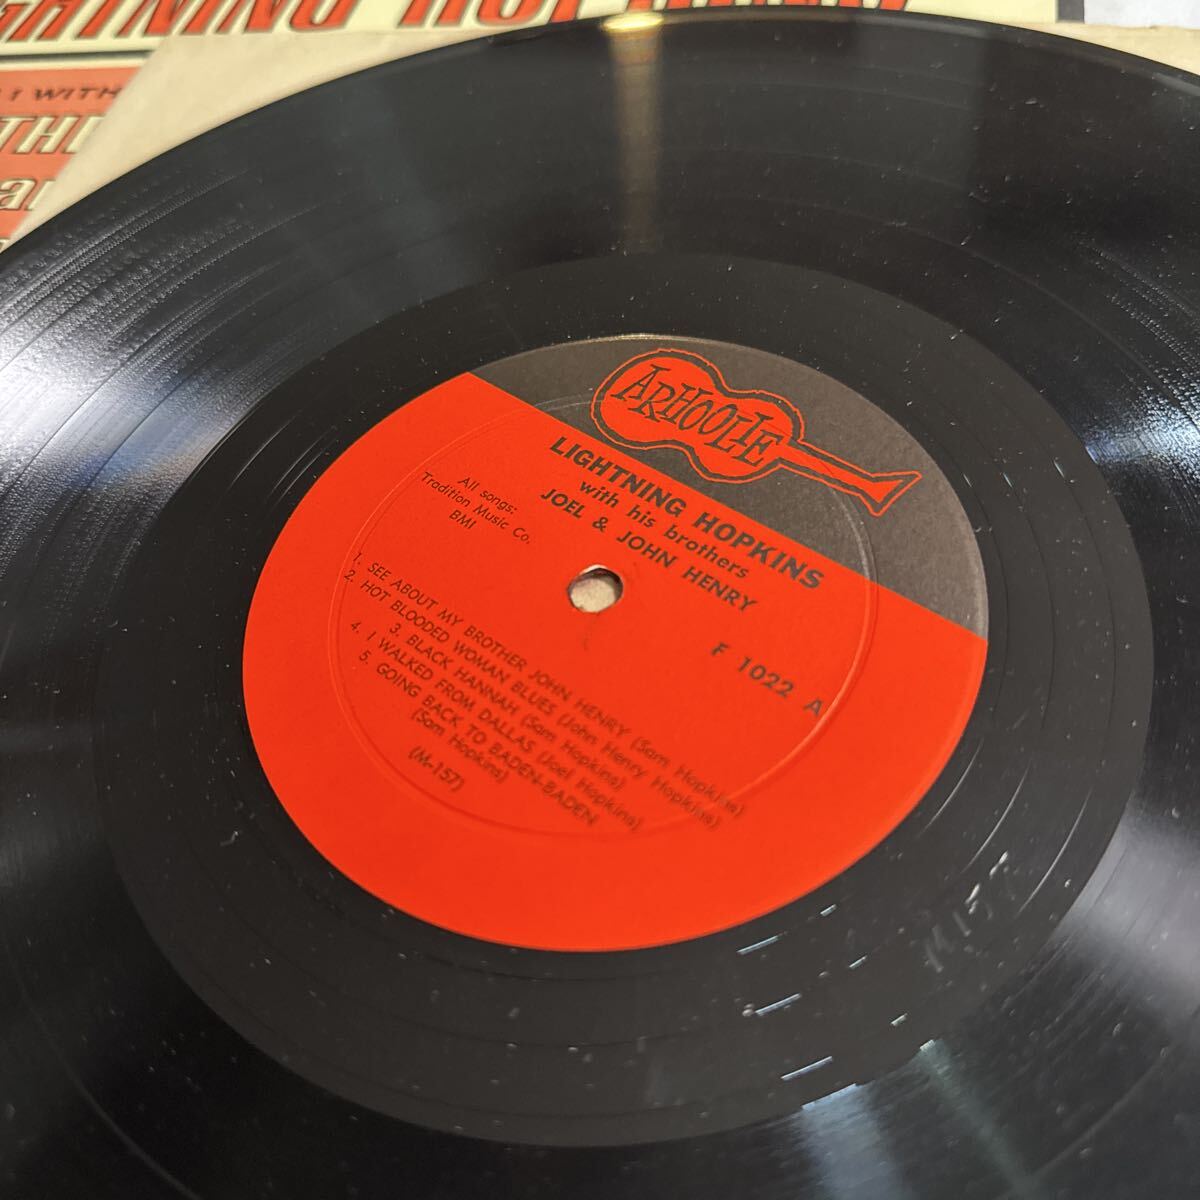 HOPKINS
I WITH
ARHOOLIE
LIGHTNING HOPKINS
with his brothers
JOEL & JOHN HENRY
All songs:
Tradition Music Co.
BMI
F 1022 A
1. SEE ABOUT MY BROTHER JOHN HENRY (Sam Hopkins)
2. HOT BLOODED WOMAN BLUES (John Henry Hopkins)
3. BLACK HANNAH (Sam Hopkins)
4. I WALKED FROM DALLAS (Joel Hopkins)
5. GOING BACK TO BADEN-BADEN
(Sam Hopkins)
(M-157)